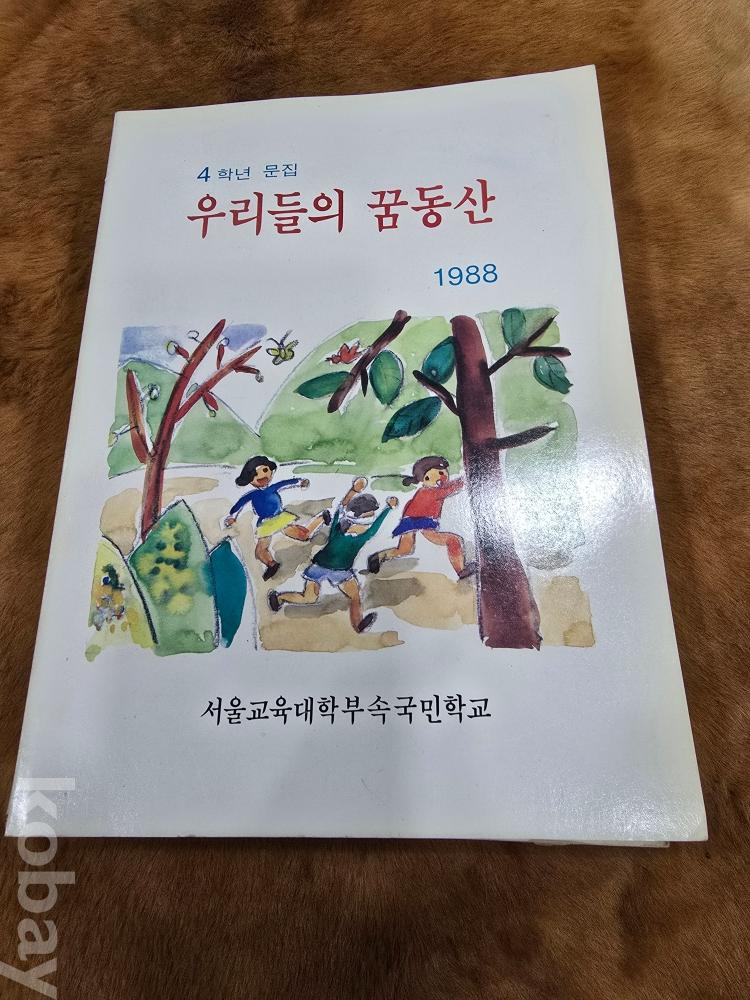 4학년 문집
우리들의 꿈동산
1988
서울교육대학부속국민학교
kobay